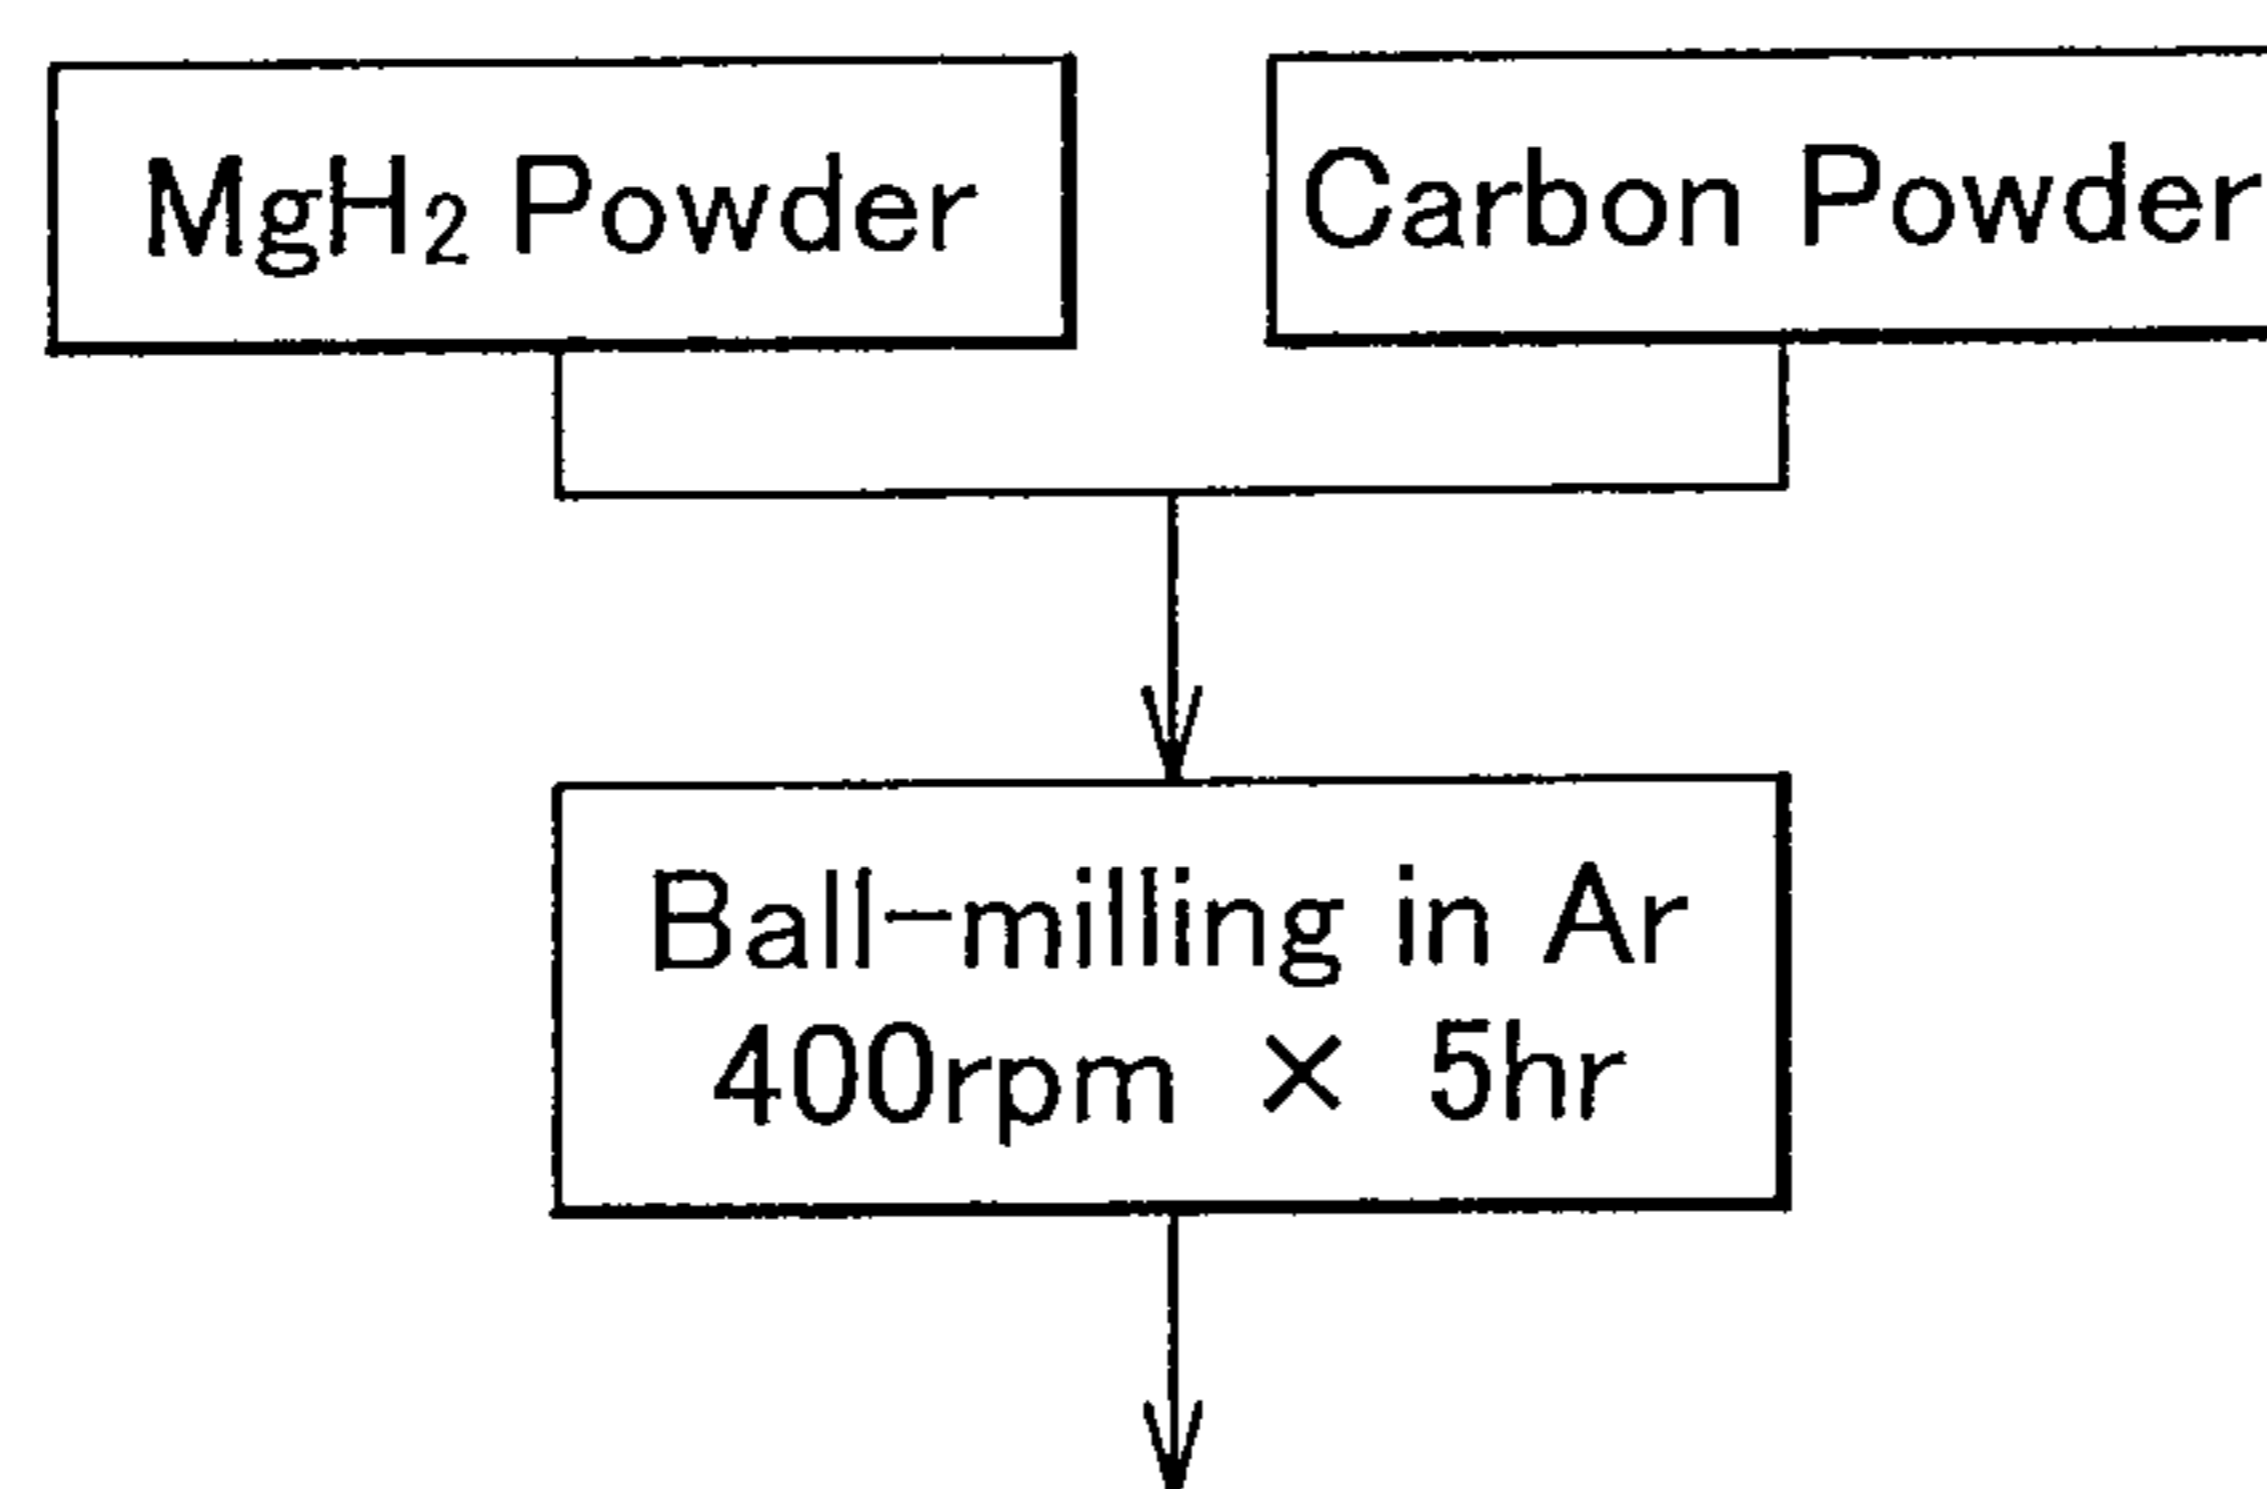 MgH₂ Powder
Carbon Powder
Ball-milling in Ar
400rpm × 5hr